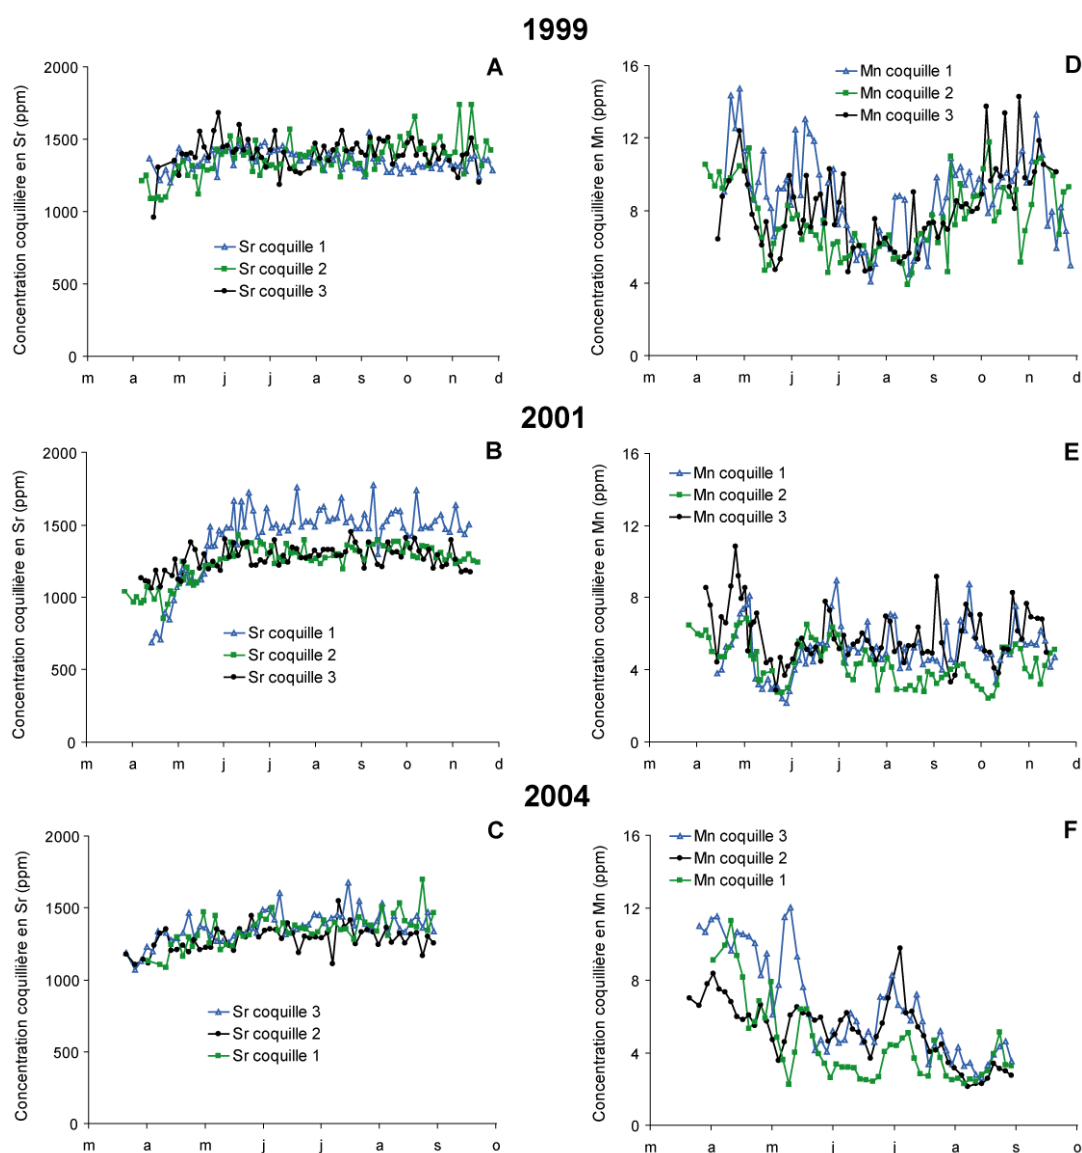 1999
A
Concentration coquillière en Sr (ppm)
2000
1500
1000
500
0
Sr coquille 1
Sr coquille 2
Sr coquille 3
m a m j j a s o n d
D
Concentration coquillière en Mn (ppm)
16
12
8
4
0
Mn coquille 1
Mn coquille 2
Mn coquille 3
m a m j j a s o n d
2001
B
Concentration coquillière en Sr (ppm)
2000
1500
1000
500
0
Sr coquille 1
Sr coquille 2
Sr coquille 3
m a m j j a s o n d
E
Concentration coquillière en Mn (ppm)
16
12
8
4
0
Mn coquille 1
Mn coquille 2
Mn coquille 3
m a m j j a s o n d
2004
C
Concentration coquillière en Sr (ppm)
2000
1500
1000
500
0
Sr coquille 3
Sr coquille 2
Sr coquille 1
m a m j j a s o
F
Concentration coquillière en Mn (ppm)
16
12
8
4
0
Mn coquille 3
Mn coquille 2
Mn coquille 1
m a m j j a s o